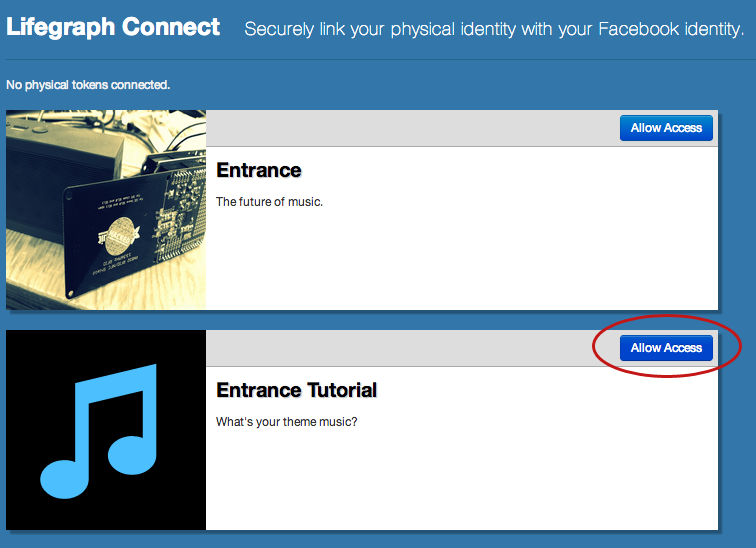 Lifegraph Connect Securely link your physical identity with your Facebook identity.
No physical tokens connected.
Allow Access
Entrance
The future of music.
Allow Access
Entrance Tutorial
What's your theme music?